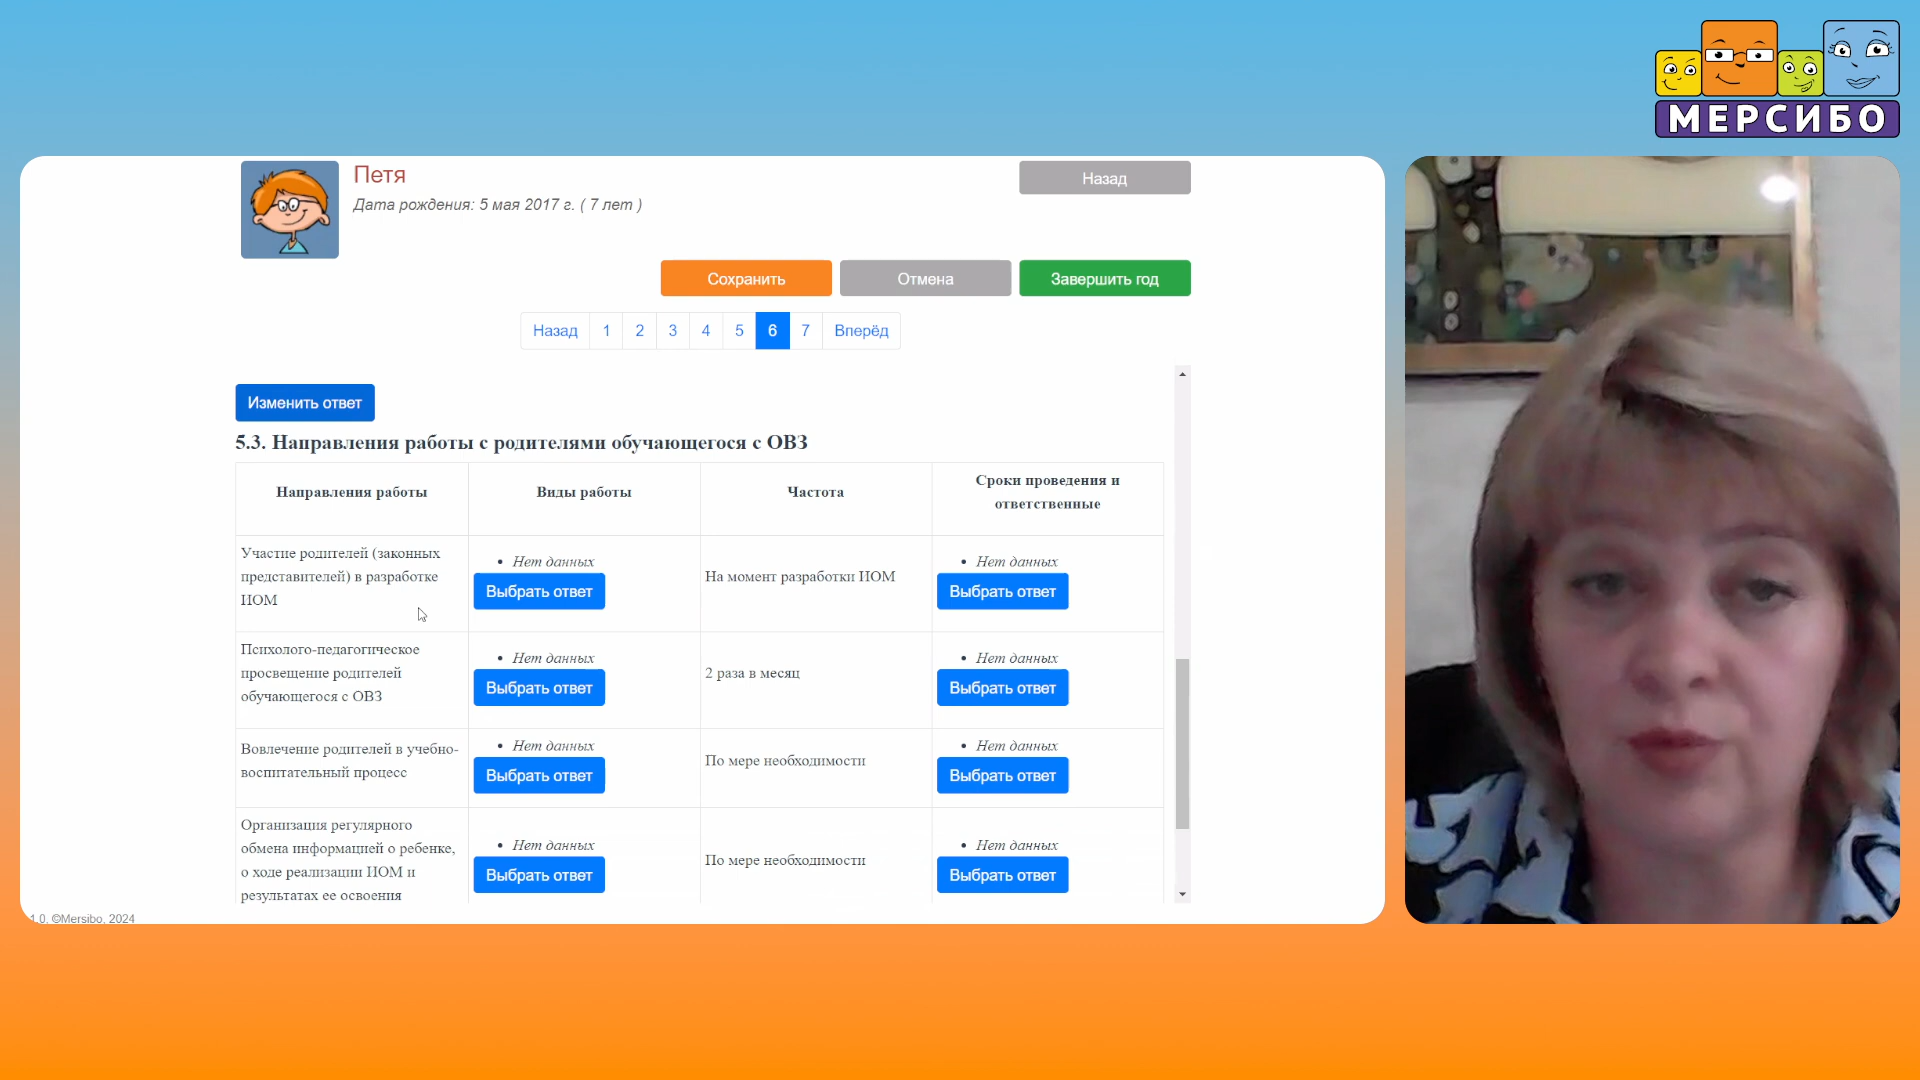 МЕРСИБО
Петя
Дата рождения: 5 мая 2017 г. ( 7 лет )
Назад
Сохранить
Отмена
Завершить год
Назад 1 2 3 4 5 6 7 Вперёд
Изменить ответ
5.3. Направления работы с родителями обучающегося с ОВЗ
Направления работы
Виды работы
Частота
Сроки проведения и
ответственные
Участие родителей (законных
представителей) в разработке
ИОМ
Нет данных
Выбрать ответ
На момент разработки ИОМ
Нет данных
Выбрать ответ
Психолого-педагогическое
просвещение родителей
обучающегося с ОВЗ
Нет данных
Выбрать ответ
2 раза в месяц
Нет данных
Выбрать ответ
Вовлечение родителей в учебно-
воспитательный процесс
Нет данных
Выбрать ответ
По мере необходимости
Нет данных
Выбрать ответ
Организация регулярного
обмена информацией о ребенке,
о ходе реализации ИОМ и
результатах ее освоения
Нет данных
Выбрать ответ
По мере необходимости
Нет данных
Выбрать ответ
1.0, ©Mersibo, 2024